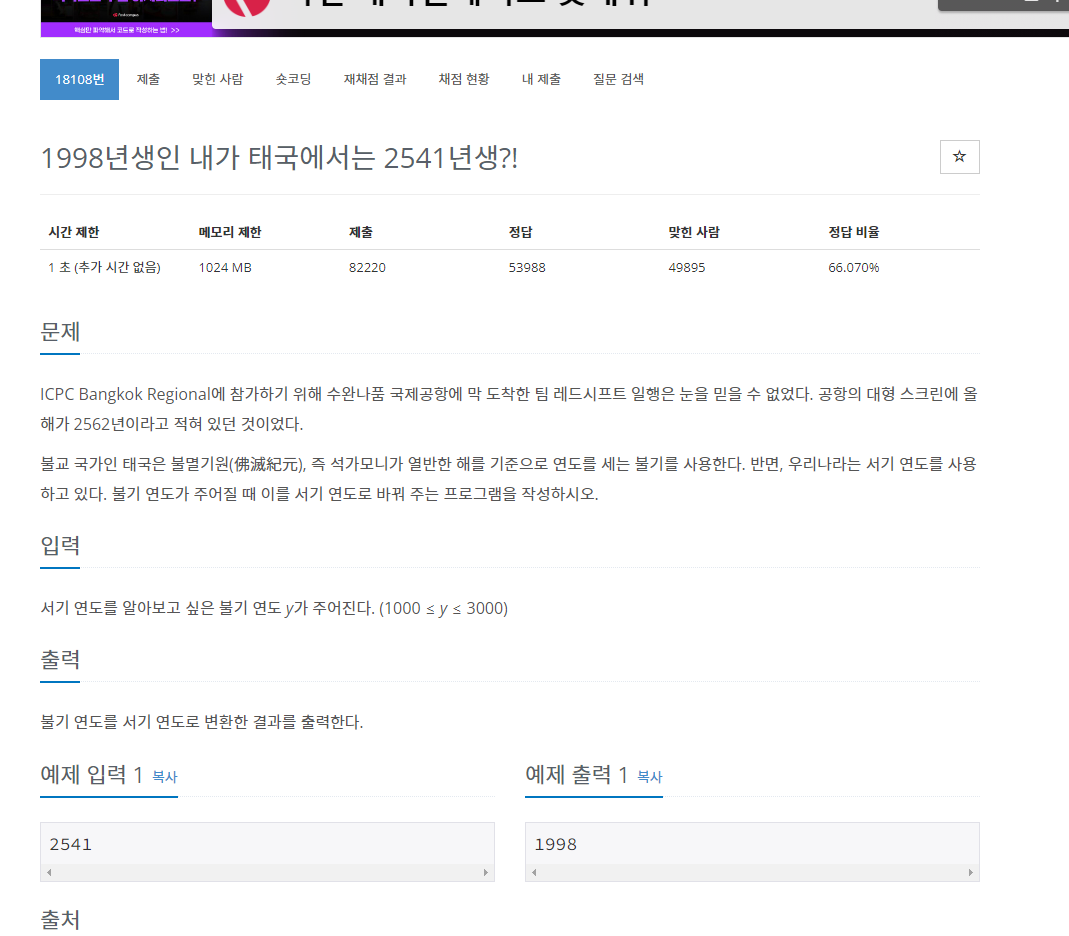 핵심만 파악해서 코드로 작성하는 법! >>
18108번 제출 맞힌 사람 숏코딩 재채점 결과 채점 현황 내 제출 질문 검색
1998년생인 내가 태국에서는 2541년생?!
☆
시간 제한 메모리 제한 제출 정답 맞힌 사람 정답 비율
1 초 (추가 시간 없음) 1024 MB 82220 53988 49895 66.070%
문제
ICPC Bangkok Regional에 참가하기 위해 수완나품 국제공항에 막 도착한 팀 레드시프트 일행은 눈을 믿을 수 없었다. 공항의 대형 스크린에 올
해가 2562년이라고 적혀 있던 것이었다.
불교 국가인 태국은 불멸기원(佛滅紀元), 즉 석가모니가 열반한 해를 기준으로 연도를 세는 불기를 사용한다. 반면, 우리나라는 서기 연도를 사용
하고 있다. 불기 연도가 주어질 때 이를 서기 연도로 바꿔 주는 프로그램을 작성하시오.
입력
서기 연도를 알아보고 싶은 불기 연도 y가 주어진다. (1000 ≤ y ≤ 3000)
출력
불기 연도를 서기 연도로 변환한 결과를 출력한다.
예제 입력 1 복사
2541
예제 출력 1 복사
1998
출처